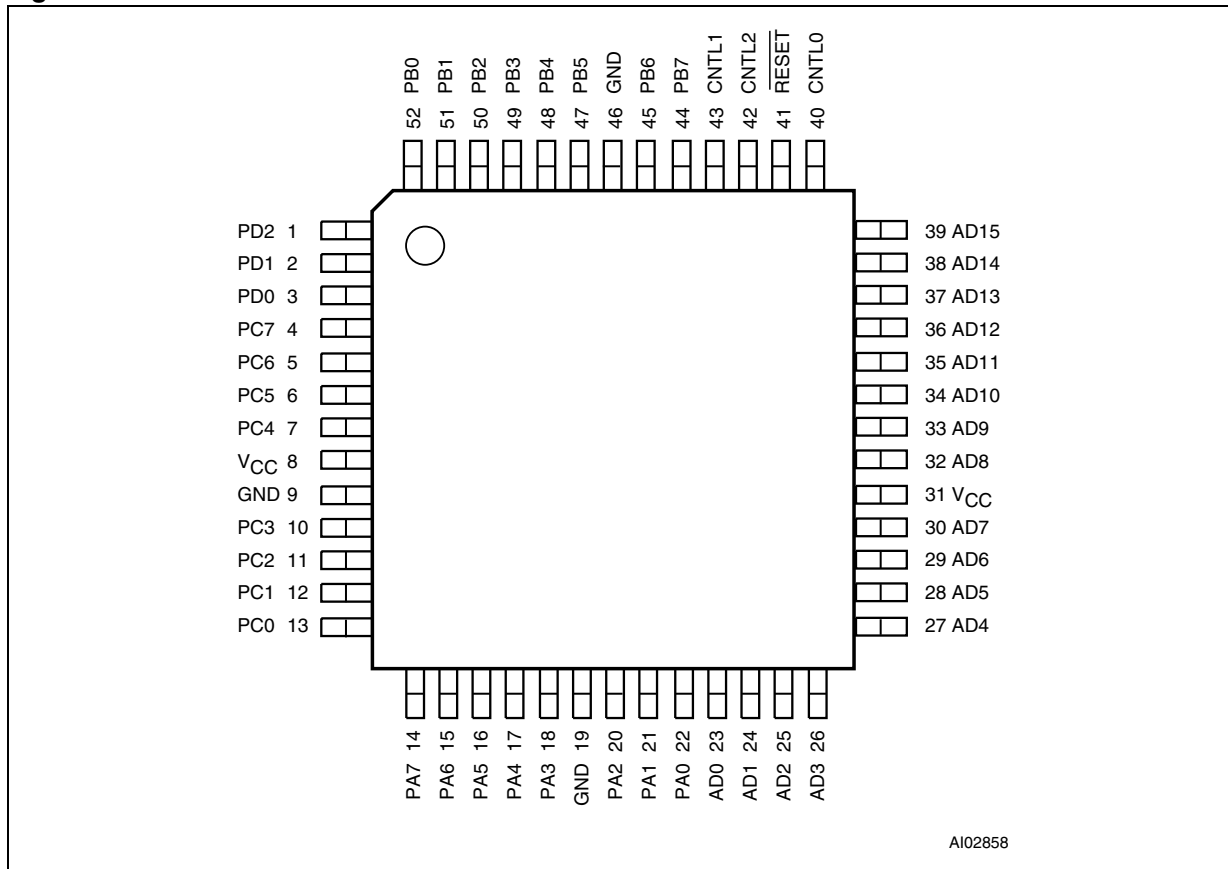 52 PB0
51 PB1
50 PB2
49 PB3
48 PB4
47 PB5
46 GND
45 PB6
44 PB7
43 CNTL1
42 CNTL2
41 RESET
40 CNTL0
PD2 1
PD1 2
PD0 3
PC7 4
PC6 5
PC5 6
PC4 7
VCC 8
GND 9
PC3 10
PC2 11
PC1 12
PC0 13
39 AD15
38 AD14
37 AD13
36 AD12
35 AD11
34 AD10
33 AD9
32 AD8
31 VCC
30 AD7
29 AD6
28 AD5
27 AD4
PA7 14
PA6 15
PA5 16
PA4 17
PA3 18
GND 19
PA2 20
PA1 21
PA0 22
AD0 23
AD1 24
AD2 25
AD3 26
AI02858